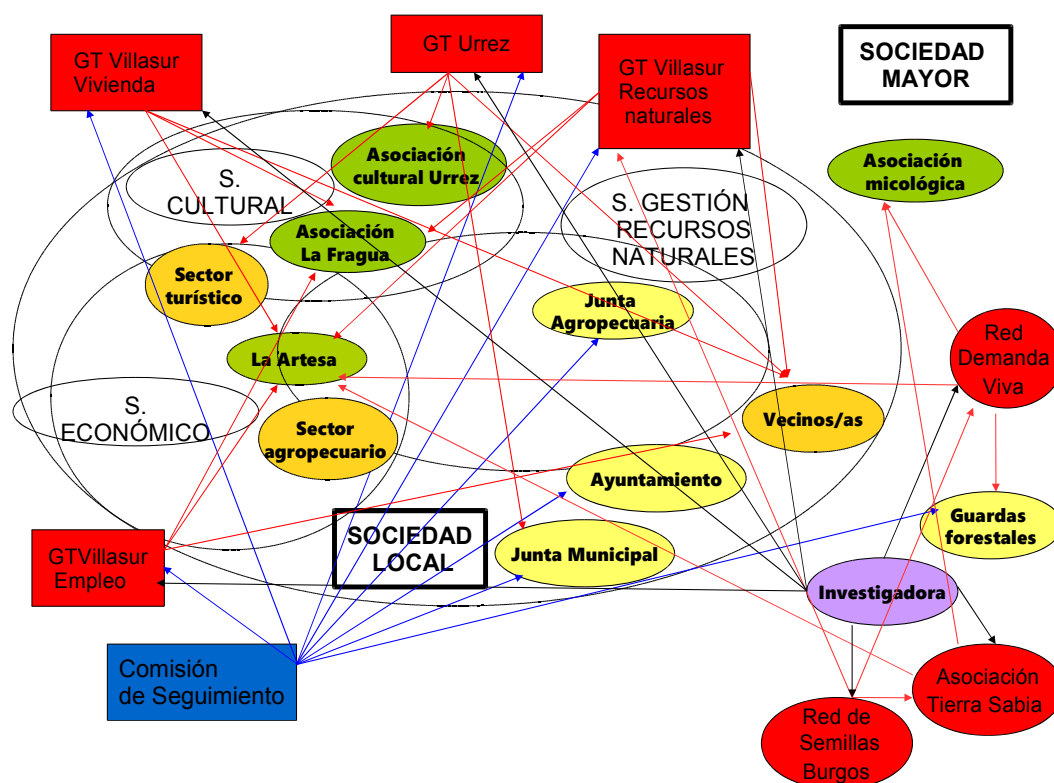 GT Villasur
Vivienda
GT Urrez
GT Villasur
Recursos
naturales
SOCIEDAD
MAYOR
Asociación
cultural Urrez
Asociación
micológica
S.
CULTURAL
S. GESTIÓN
RECURSOS
NATURALES
Asociación
La Fragua
Sector
turístico
Junta
Agropecuaria
Red
Demanda
Viva
La Artesa
S.
ECONÓMICO
Vecinos/as
Sector
agropecuario
Ayuntamiento
Guardas
forestales
SOCIEDAD
LOCAL
Junta Municipal
GTVillasur
Empleo
Investigadora
Comisión
de Seguimiento
Asociación
Tierra Sabia
Red de
Semillas
Burgos